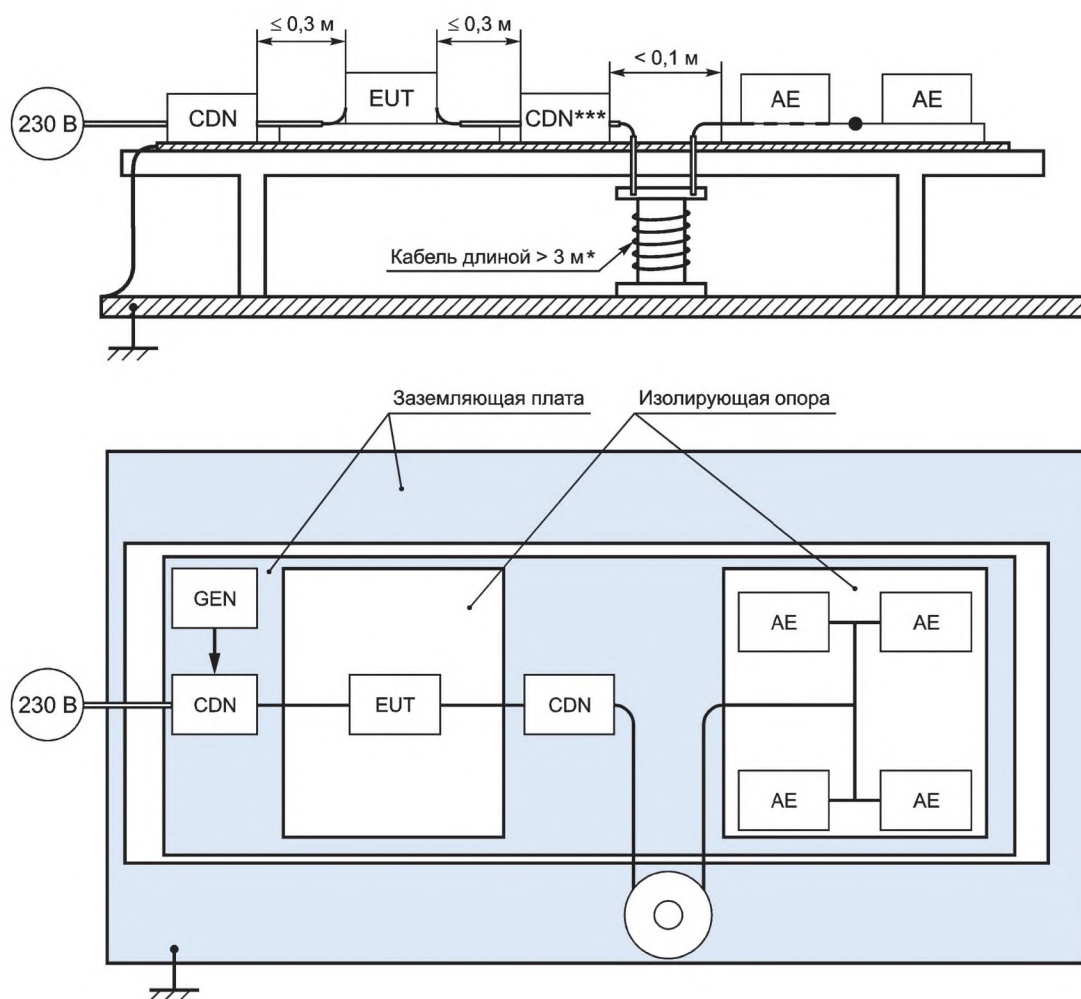 ≤ 0,3 м
≤ 0,3 м
< 0,1 м
230 В
CDN
EUT
CDN***
AE
AE
Кабель длиной > 3 м*
Заземляющая плата
Изолирующая опора
GEN
AE
AE
230 В
CDN
EUT
CDN
AE
AE